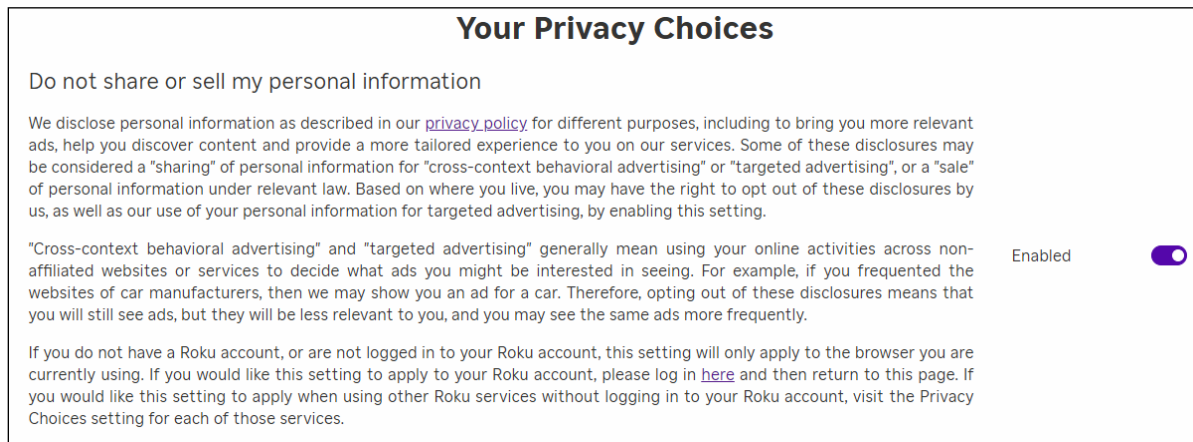 Your Privacy Choices
Do not share or sell my personal information
We disclose personal information as described in our privacy policy for different purposes, including to bring you more relevant
ads, help you discover content and provide a more tailored experience to you on our services. Some of these disclosures may
be considered a "sharing" of personal information for "cross-context behavioral advertising" or "targeted advertising", or a "sale"
of personal information under relevant law. Based on where you live, you may have the right to opt out of these disclosures by
us, as well as our use of your personal information for targeted advertising, by enabling this setting.
"Cross-context behavioral advertising" and "targeted advertising" generally mean using your online activities across non-
affiliated websites or services to decide what ads you might be interested in seeing. For example, if you frequented the
websites of car manufacturers, then we may show you an ad for a car. Therefore, opting out of these disclosures means that
you will still see ads, but they will be less relevant to you, and you may see the same ads more frequently.
Enabled
If you do not have a Roku account, or are not logged in to your Roku account, this setting will only apply to the browser you are
currently using. If you would like this setting to apply to your Roku account, please log in here and then return to this page. If
you would like this setting to apply when using other Roku services without logging in to your Roku account, visit the Privacy
Choices setting for each of those services.